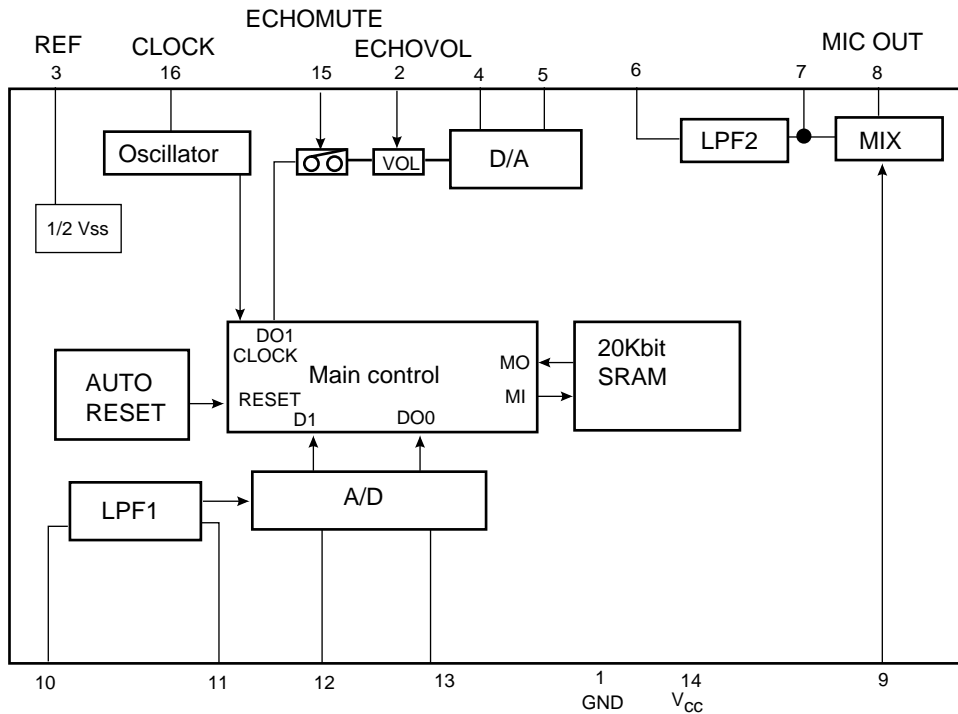 ECHOMUTE
REF CLOCK ECHOVOL MIC OUT
3 16 15 2 4 5 6 7 8
Oscillator
VOL
D/A
LPF2
MIX
1/2 Vss
DO1
CLOCK
Main control
RESET
D1
DO0
MO
MI
20Kbit
SRAM
AUTO
RESET
LPF1
A/D
10 11 12 13 1 14 9
GND VCC